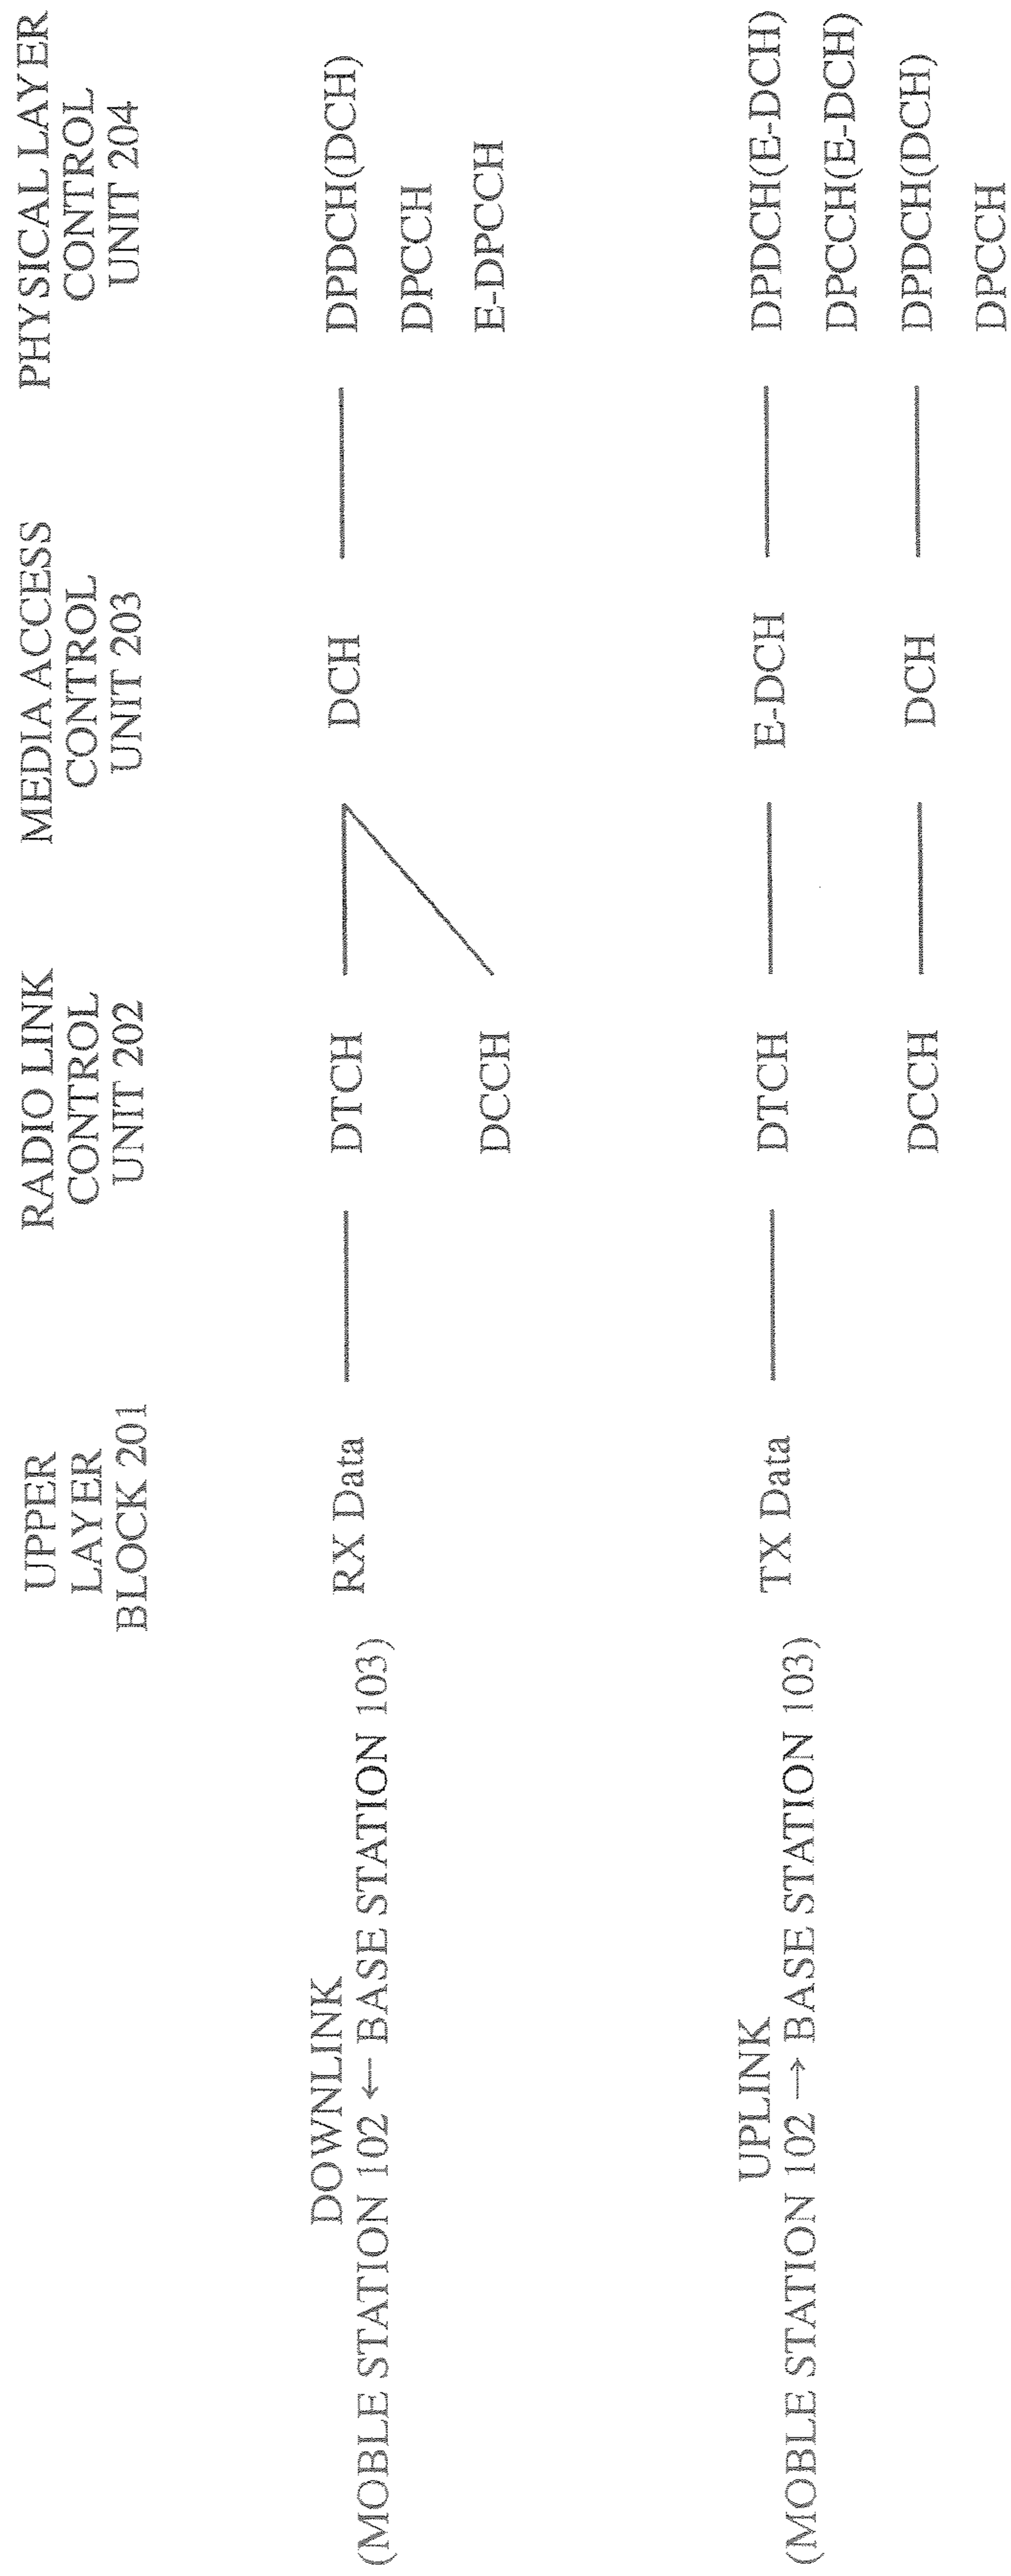 UPPER
LAYER
BLOCK 201
RADIO LINK
CONTROL
UNIT 202
MEDIA ACCESS
CONTROL
UNIT 203
PHYSICAL LAYER
CONTROL
UNIT 204
DOWNLINK
(MOBLE STATION 102 ← BASE STATION 103)
RX Data
DTCH
DCH
DPDCH(DCH)
DPCCH
DCCH
E-DPCCH
UPLINK
(MOBLE STATION 102 → BASE STATION 103)
TX Data
DTCH
E-DCH
DPDCH(E-DCH)
DPCCH(E-DCH)
DCCH
DCH
DPDCH(DCH)
DPCCH